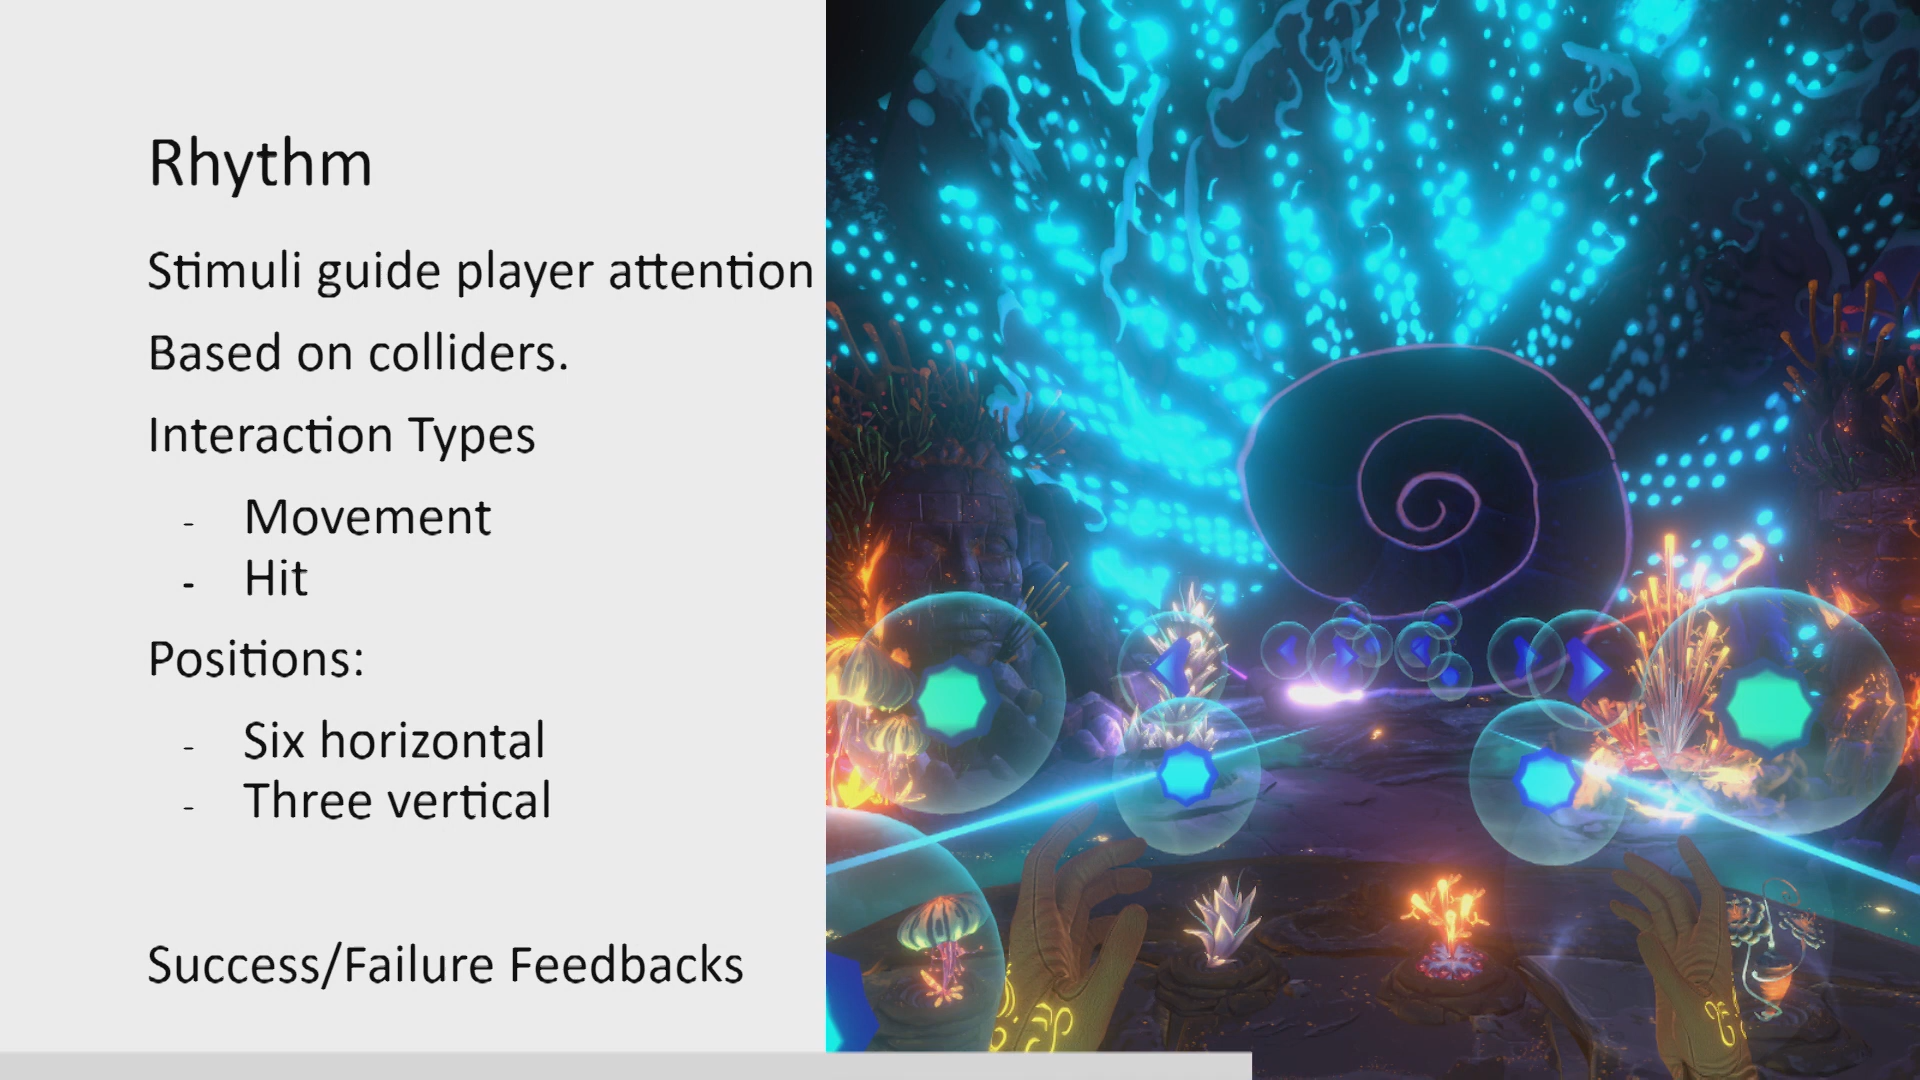 Rhythm
Stimuli guide player attention
Based on colliders.
Interaction Types
- Movement
- Hit
Positions:
- Six horizontal
- Three vertical
Success/Failure Feedbacks